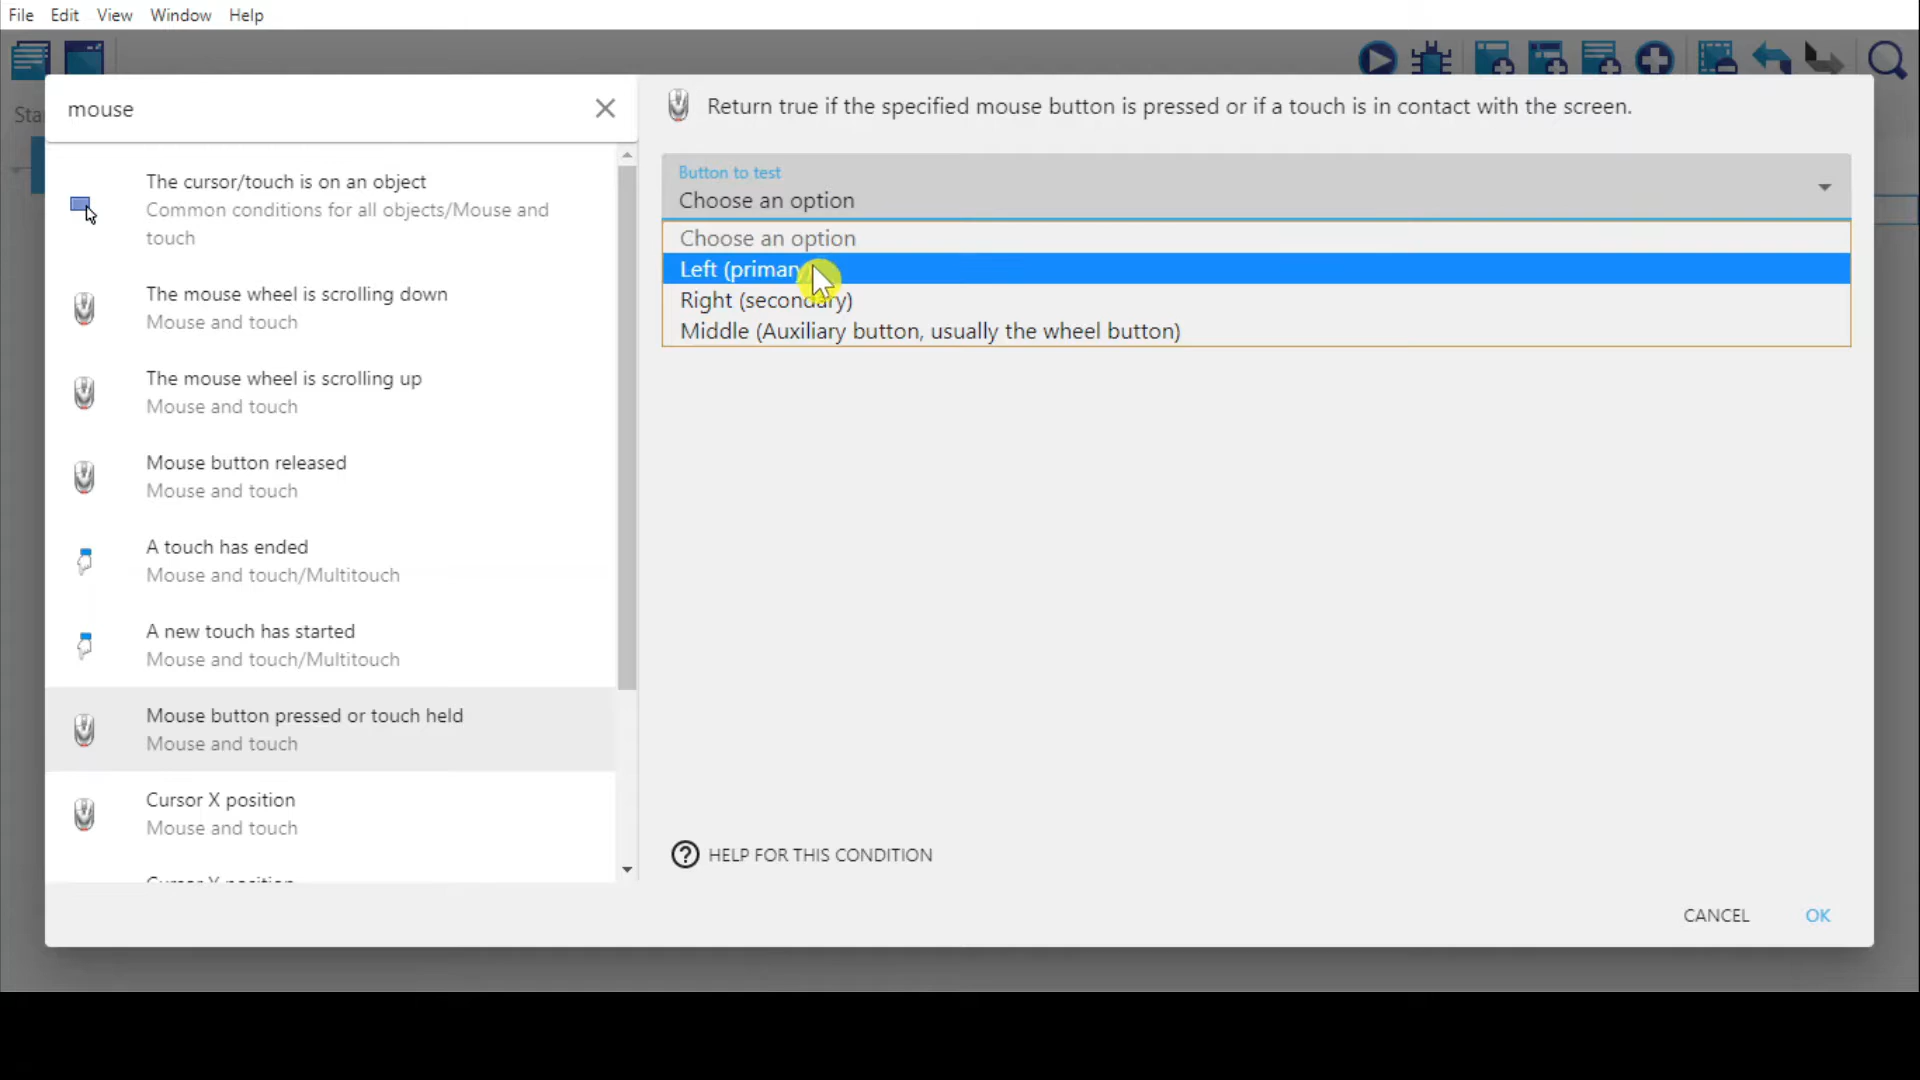 File Edit View Window Help
mouse
Return true if the specified mouse button is pressed or if a touch is in contact with the screen.
Button to test
Choose an option
Choose an option
Left (primary
Right (secondary)
Middle (Auxiliary button, usually the wheel button)
The cursor/touch is on an object
Common conditions for all objects/Mouse and
touch
The mouse wheel is scrolling down
Mouse and touch
The mouse wheel is scrolling up
Mouse and touch
Mouse button released
Mouse and touch
A touch has ended
Mouse and touch/Multitouch
A new touch has started
Mouse and touch/Multitouch
Mouse button pressed or touch held
Mouse and touch
Cursor X position
Mouse and touch
Cursor Y position
HELP FOR THIS CONDITION
CANCEL OK